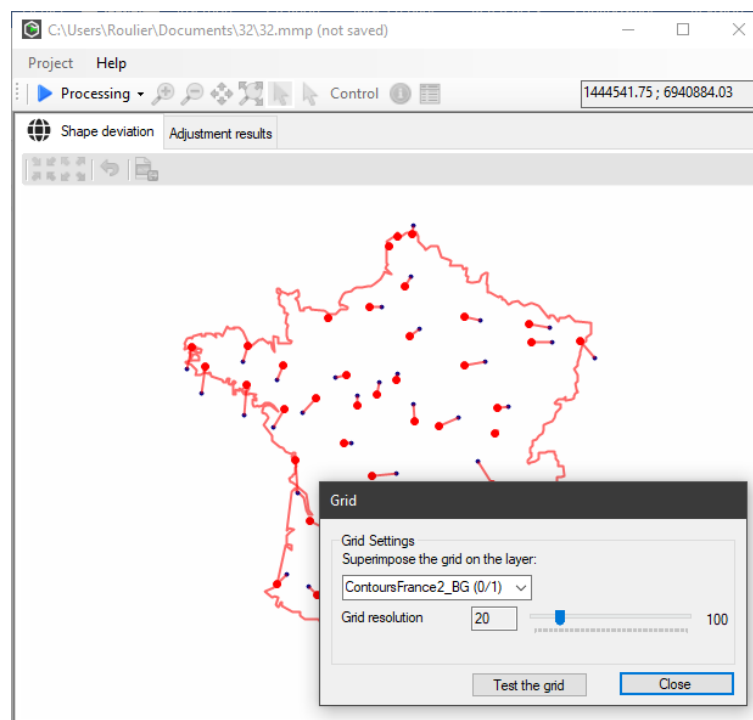 C:\Users\Roulier\Documents\32\32.mmp (not saved)
Project Help
Processing Control 1444541.75 ; 6940884.03
Shape deviation Adjustment results
Grid
Grid Settings
Superimpose the grid on the layer:
ContoursFrance2_BG (0/1)
Grid resolution 20 100
Test the grid Close